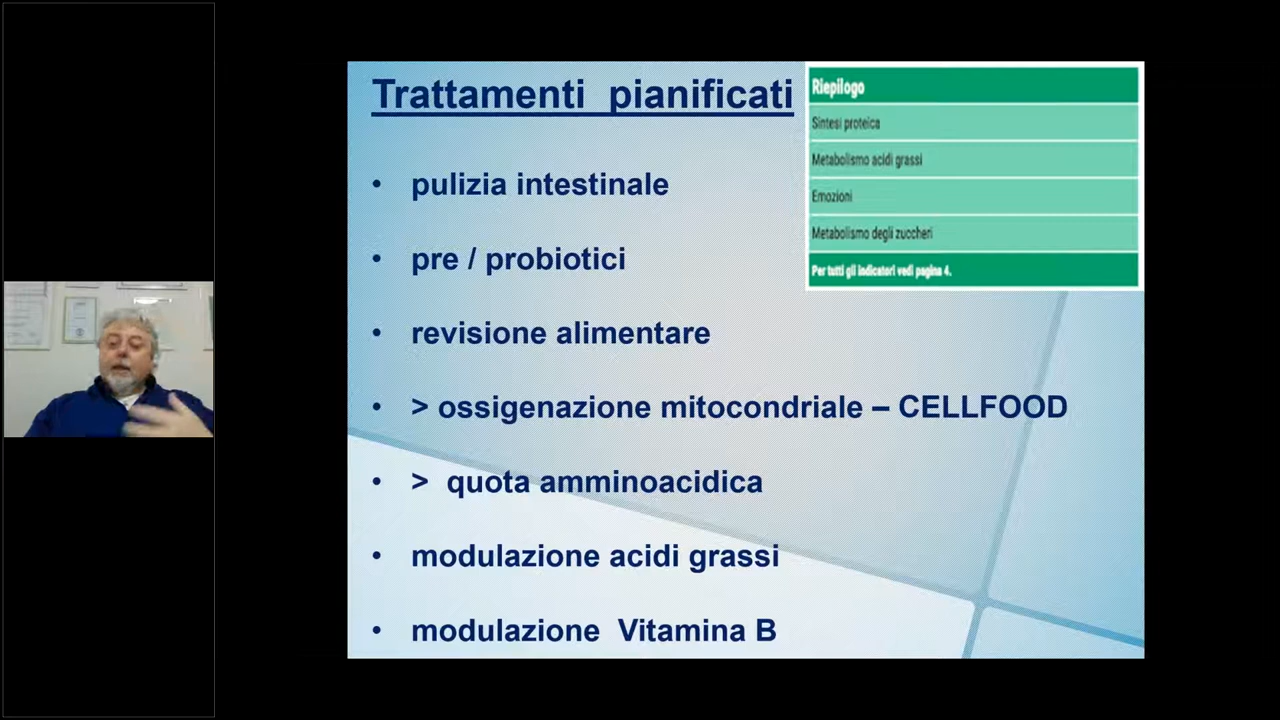 Trattamenti pianificati
• pulizia intestinale
• pre / probiotici
• revisione alimentare
• > ossigenazione mitocondriale – CELLFOOD
• > quota amminoacidica
• modulazione acidi grassi
• modulazione Vitamina B
Riepilogo
Sintesi proteica
Metabolismo acidi grassi
Emozioni
Metabolismo degli zuccheri
Per tutti gli indicatori vedi pagina 4.